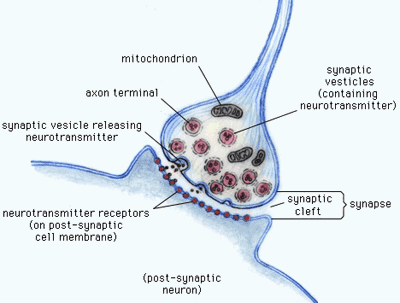 mitochondrion
axon terminal
synaptic vesicle releasing
neurotransmitter
synaptic
vesicles
(containing
neurotransmitter)
neurotransmitter receptors
(on post-synaptic
cell membrane)
synaptic
cleft
synapse
(post-synaptic
neuron)